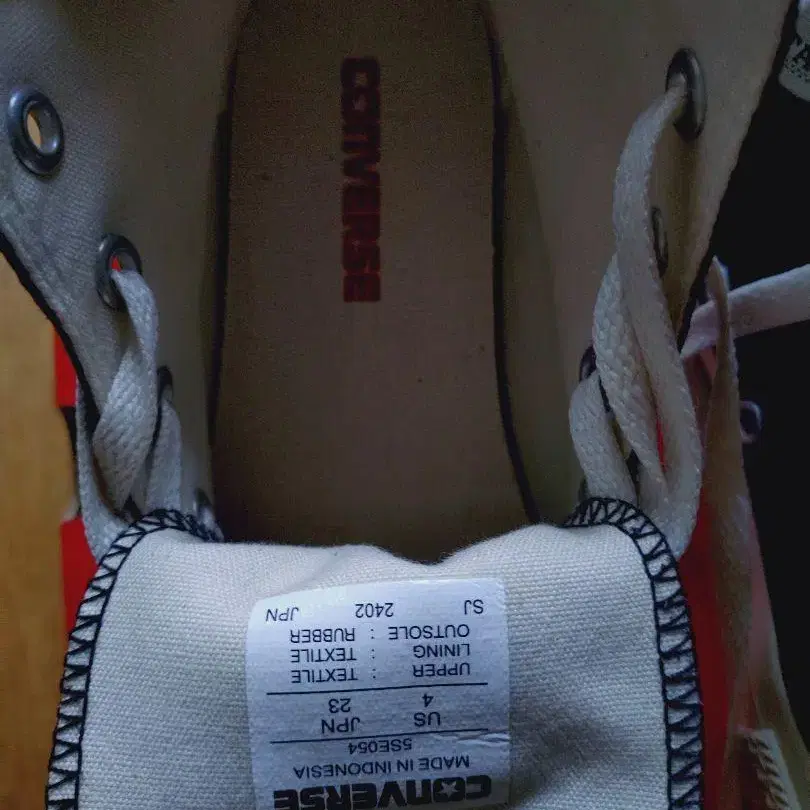 CONVERSE
CONVERSE
MADE IN INDONESIA
5SE054
US JPN
4 23
UPPER : TEXTILE
LINING : TEXTILE
OUTSOLE : RUBBER
SJ 2402 JPN